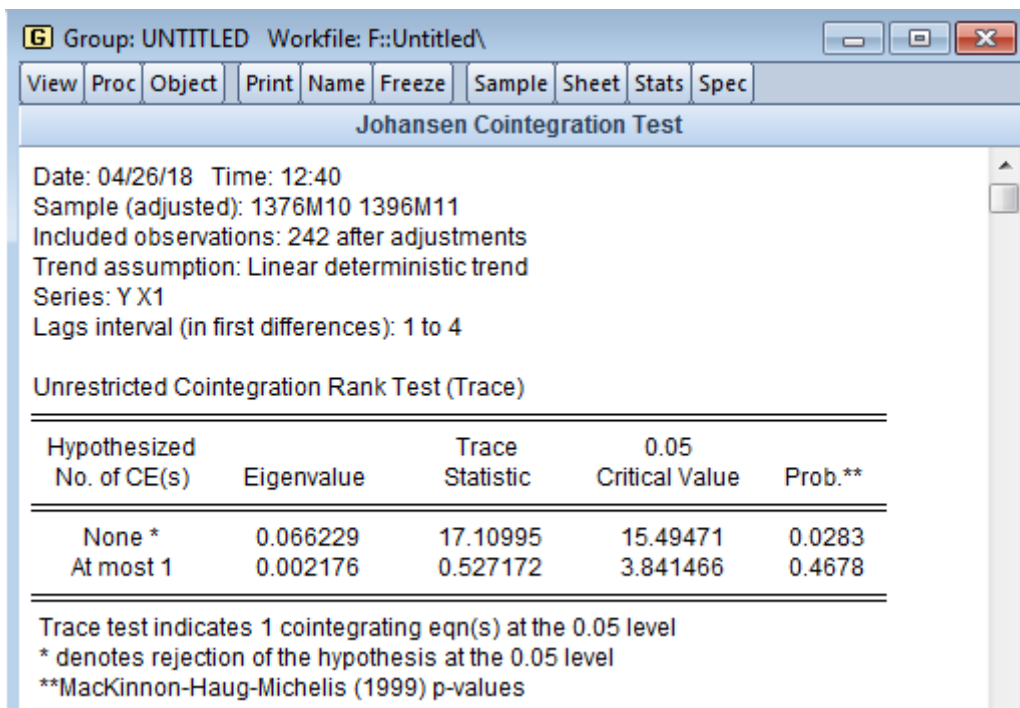 Group: UNTITLED Workfile: F::Untitled\
View Proc Object Print Name Freeze Sample Sheet Stats Spec
Johansen Cointegration Test
Date: 04/26/18 Time: 12:40
Sample (adjusted): 1376M10 1396M11
Included observations: 242 after adjustments
Trend assumption: Linear deterministic trend
Series: Y X1
Lags interval (in first differences): 1 to 4
Unrestricted Cointegration Rank Test (Trace)
Hypothesized Trace 0.05
No. of CE(s) Eigenvalue Statistic Critical Value Prob.**
None * 0.066229 17.10995 15.49471 0.0283
At most 1 0.002176 0.527172 3.841466 0.4678
Trace test indicates 1 cointegrating eqn(s) at the 0.05 level
* denotes rejection of the hypothesis at the 0.05 level
**MacKinnon-Haug-Michelis (1999) p-values